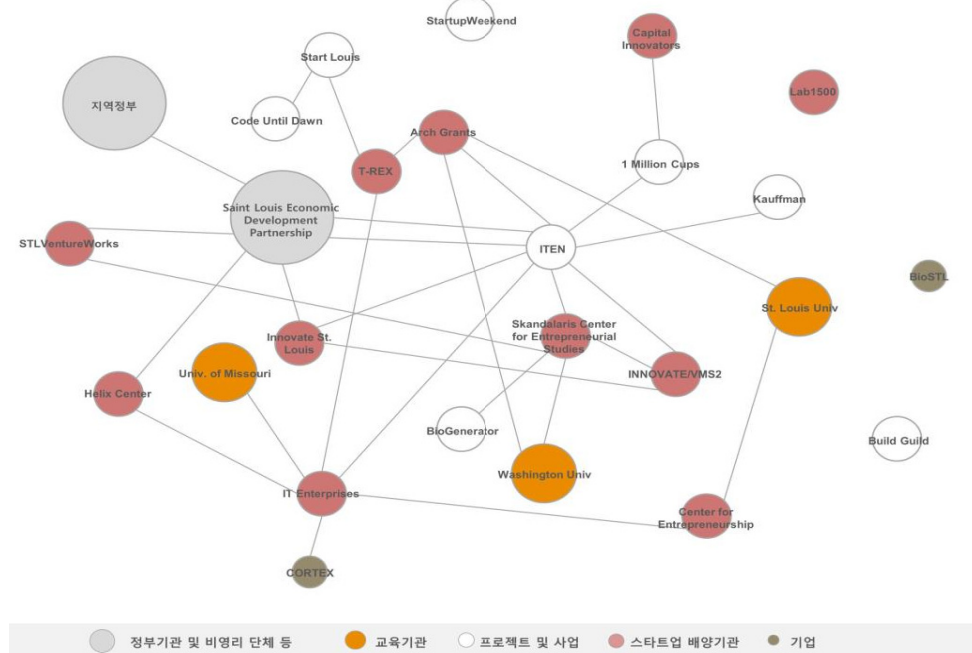 StartupWeekend
Capital
Innovators
Start Louis
Lab1500
지역정부
Code Until Dawn
Arch Grants
T-REX
1 Million Cups
Kauffman
Saint Louis Economic
Development
Partnership
STLVentureWorks
ITEN
BioSTL
St. Louis Univ
Skandalaris Center
for Entrepreneurial
Studies
Innovate St.
Louis
Univ. of Missouri
INNOVATE/VMS2
Helix Center
BioGenerator
Build Guild
Washington Univ
IT Enterprises
Center for
Entrepreneurship
CORTEX
정부기관 및 비영리 단체 등
교육기관
프로젝트 및 사업
스타트업 배양기관
기업